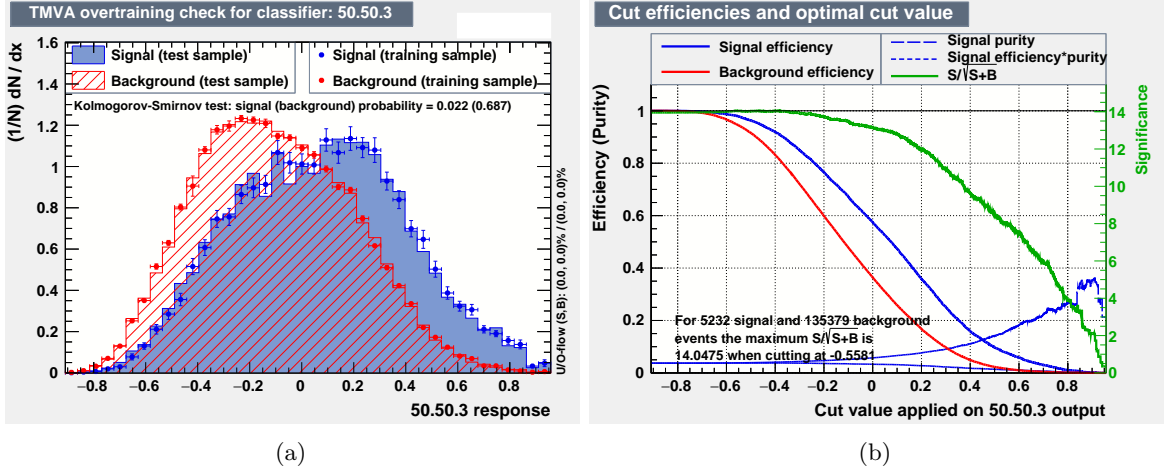 TMVA overtraining check for classifier: 50.50.3
Signal (test sample)
Background (test sample)
Signal (training sample)
Background (training sample)
Kolmogorov-Smirnov test: signal (background) probability = 0.022 (0.687)
(1/N) dN / dx
1.6
1.4
1.2
1
0.8
0.6
0.4
0.2
0
−0.8 −0.6 −0.4 −0.2 0 0.2 0.4 0.6 0.8
50.50.3 response
U/O-flow (S,B): (0.0, 0.0)% / (0.0, 0.0)%
(a)
Cut efficiencies and optimal cut value
Signal efficiency
Background efficiency
Signal purity
Signal efficiency*purity
S/√S+B
Efficiency (Purity)
1
0.8
0.6
0.4
0.2
0
For 5232 signal and 135379 background
events the maximum S/√S+B is
14.0475 when cutting at -0.5581
−0.8 −0.6 −0.4 −0.2 0 0.2 0.4 0.6 0.8
Cut value applied on 50.50.3 output
14
12
10
8
6
4
2
0
Significance
(b)